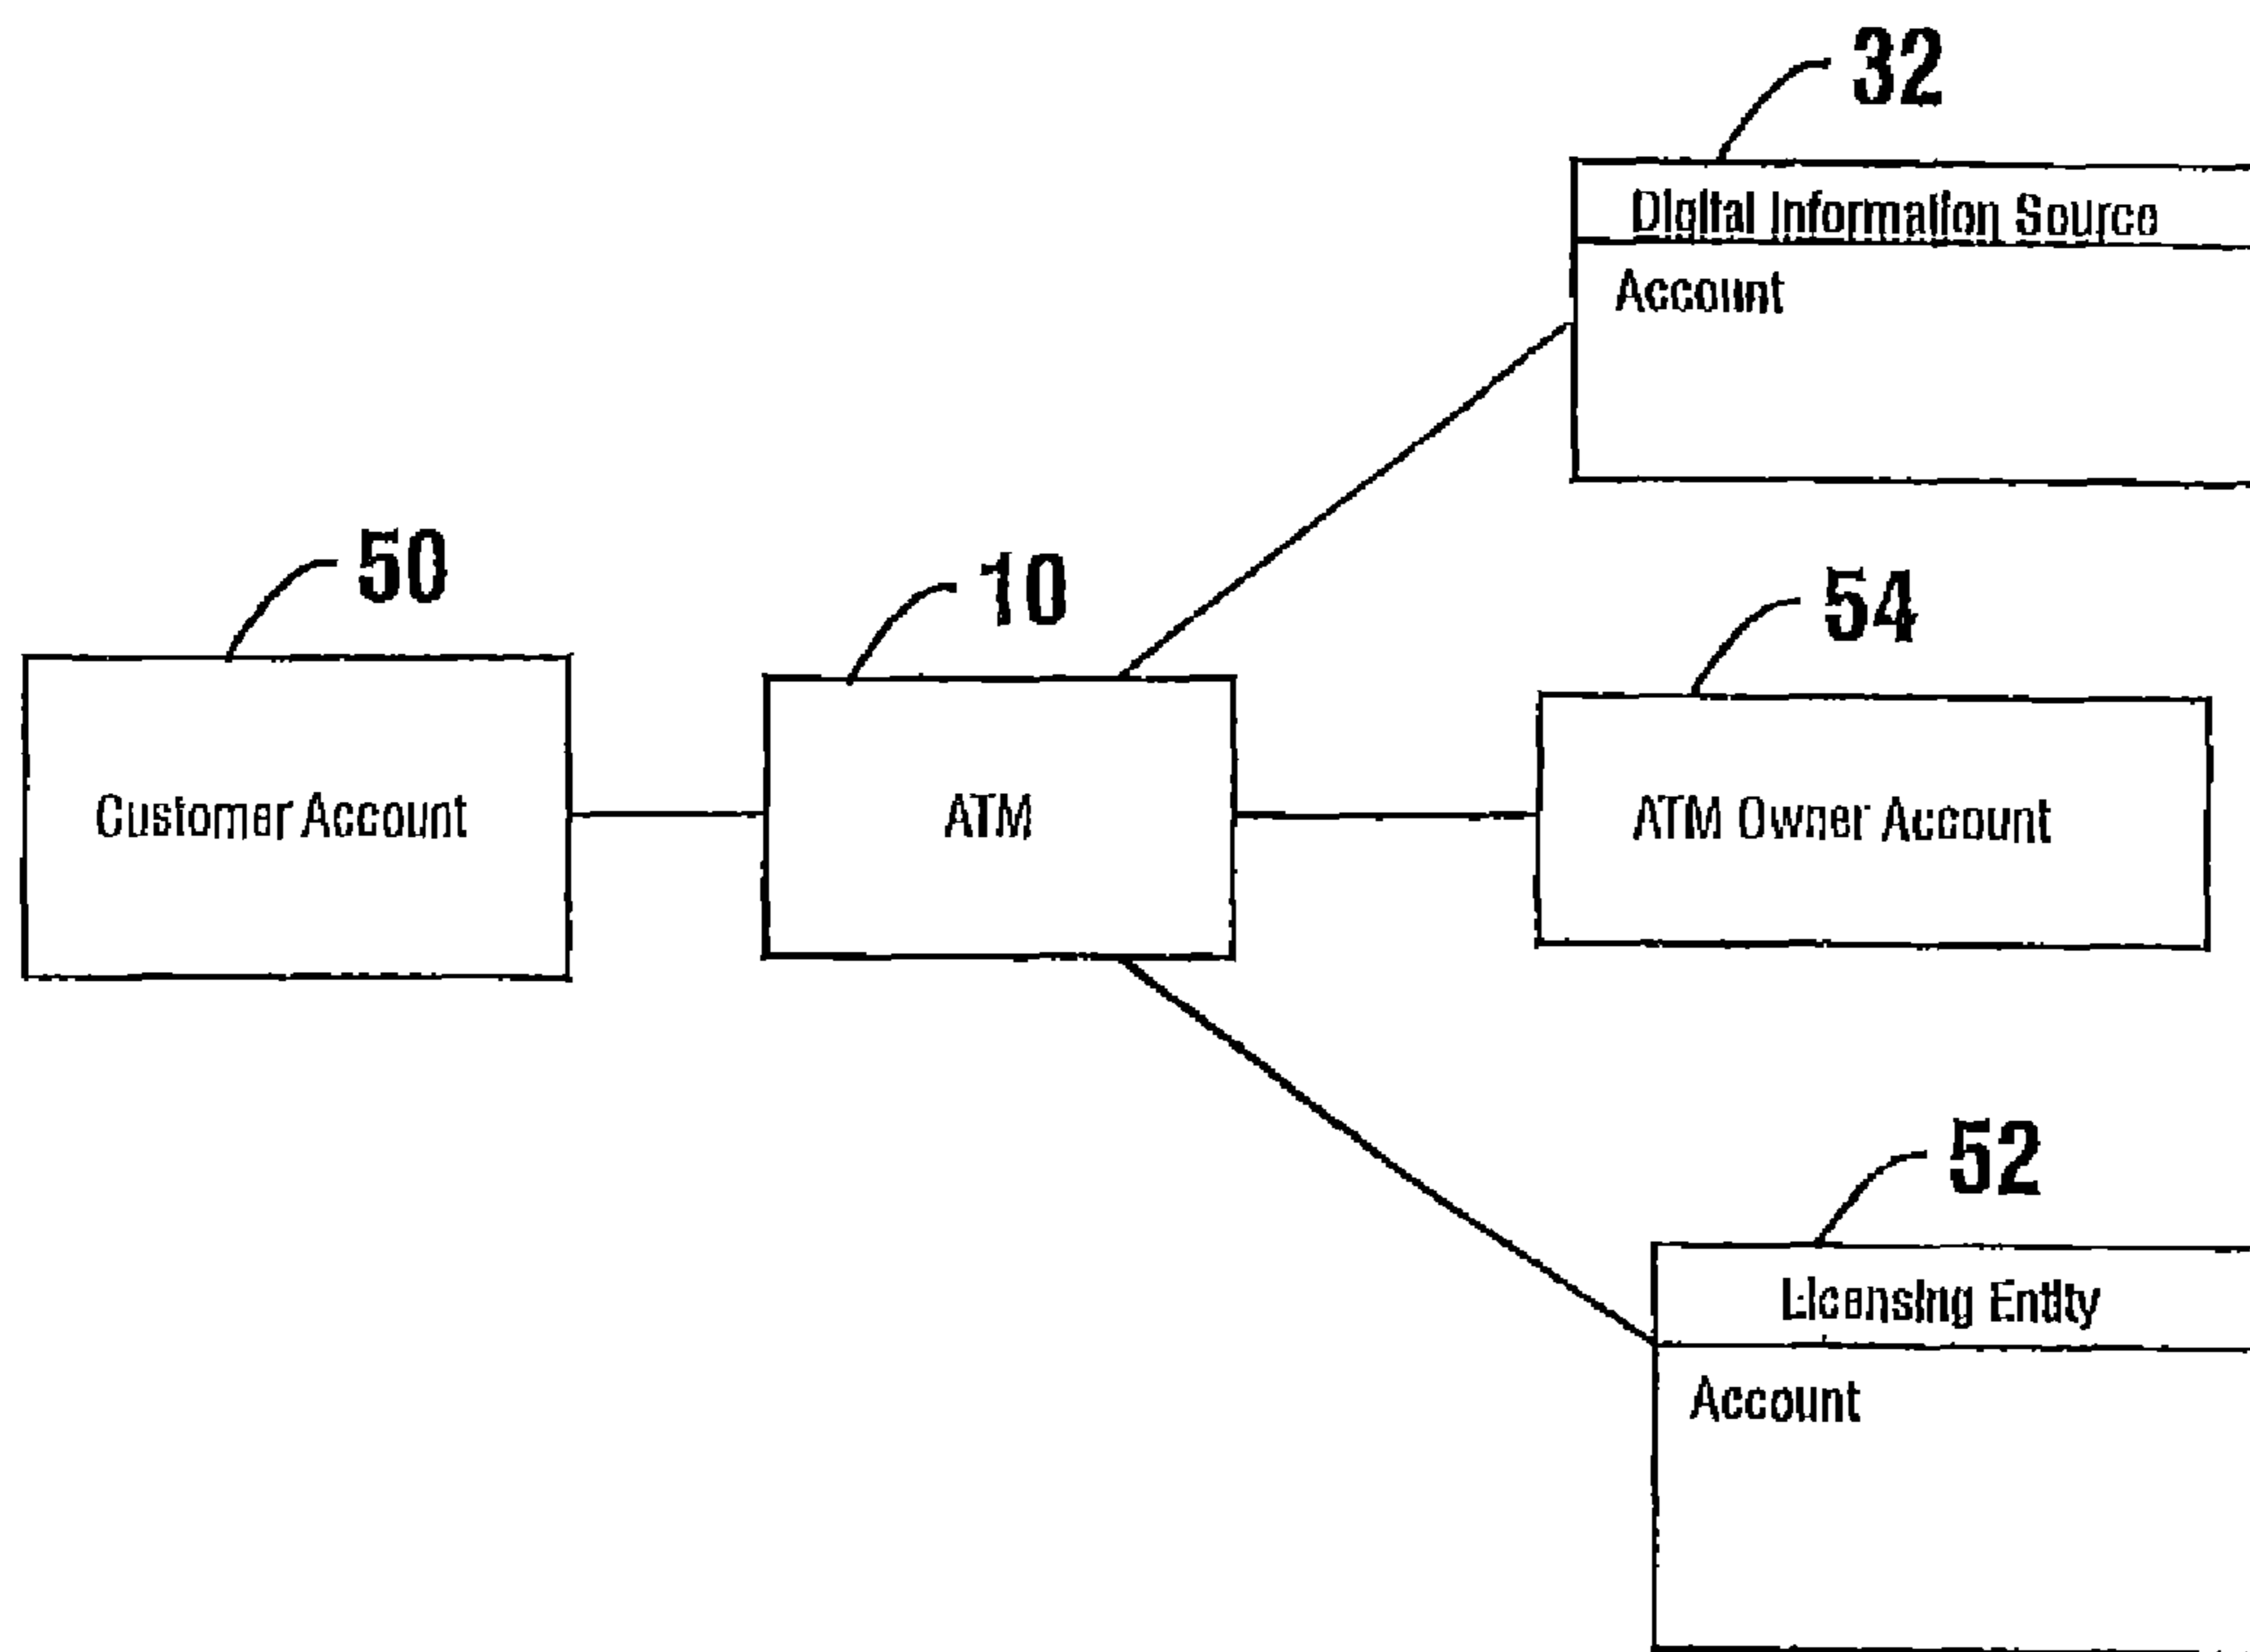 32
Digital Information Source
Account
50
10
54
Customer Account
ATM
ATM Owner Account
52
Licensing Entity
Account